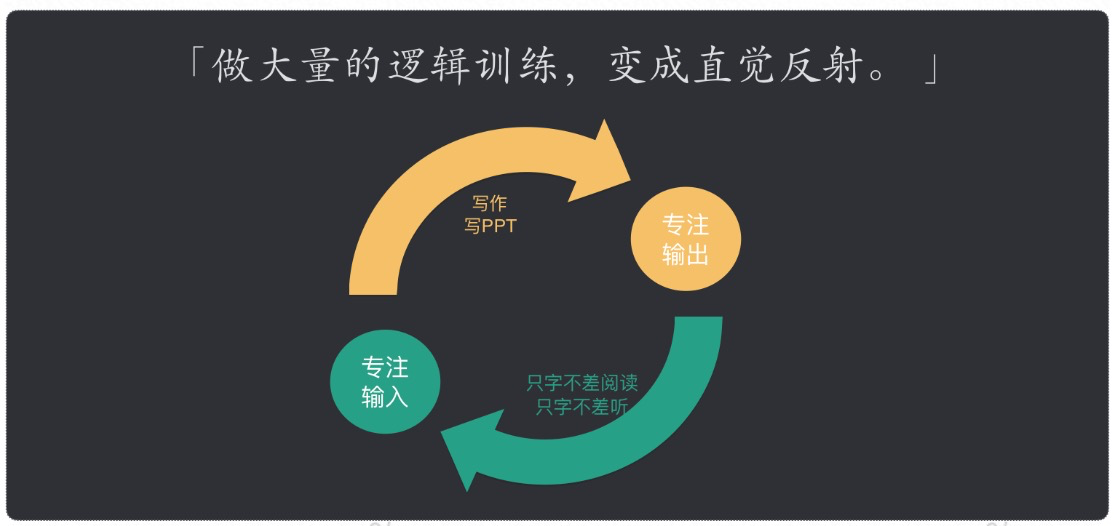 「做大量的逻辑训练，变成直觉反射。」
写作
写PPT
专注
输出
专注
输入
只字不差阅读
只字不差听